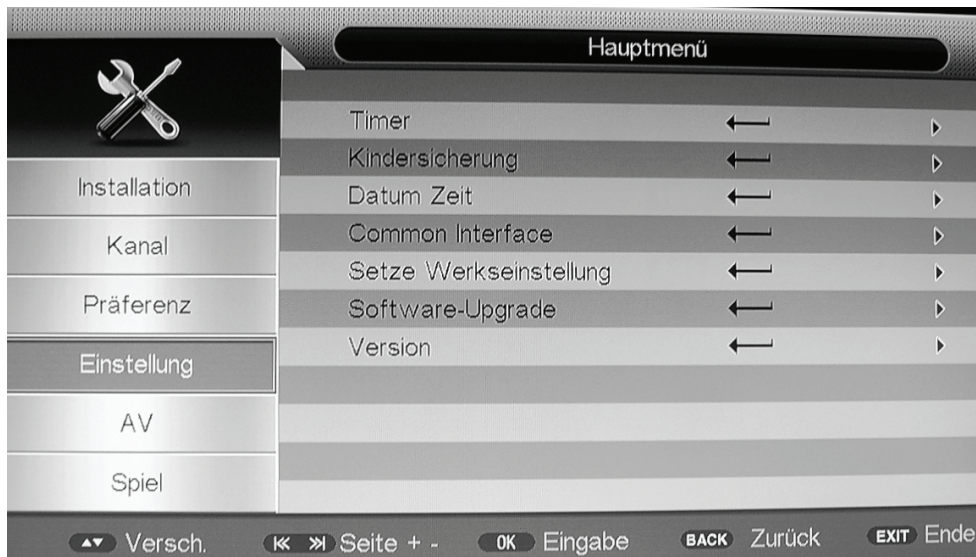 Hauptmenü
Installation
Kanal
Präferenz
Einstellung
AV
Spiel
Timer
Kindersicherung
Datum Zeit
Common Interface
Setze Werkseinstellung
Software-Upgrade
Version
Versch. Seite + - OK Eingabe BACK Zurück EXIT Ende